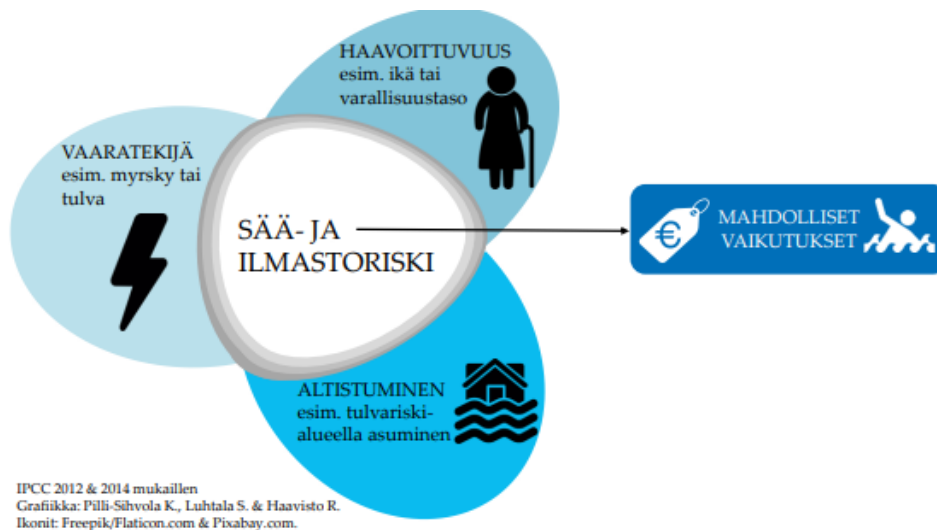 HAAVOITTUVUUS
esim. ikä tai
varallisuustaso
VAARATEKIJÄ
esim. myrsky tai
tulva
SÄÄ- JA
ILMASTORISKI
€
MAHDOLLISET
VAIKUTUKSET
ALTISTUMINEN
esim. tulvariski-
alueella asuminen
IPCC 2012 & 2014 mukaillen
Grafiikka: Pilli-Sihvola K., Luhtala S. & Haavisto R.
Ikonit: Freepik/Flaticon.com & Pixabay.com.